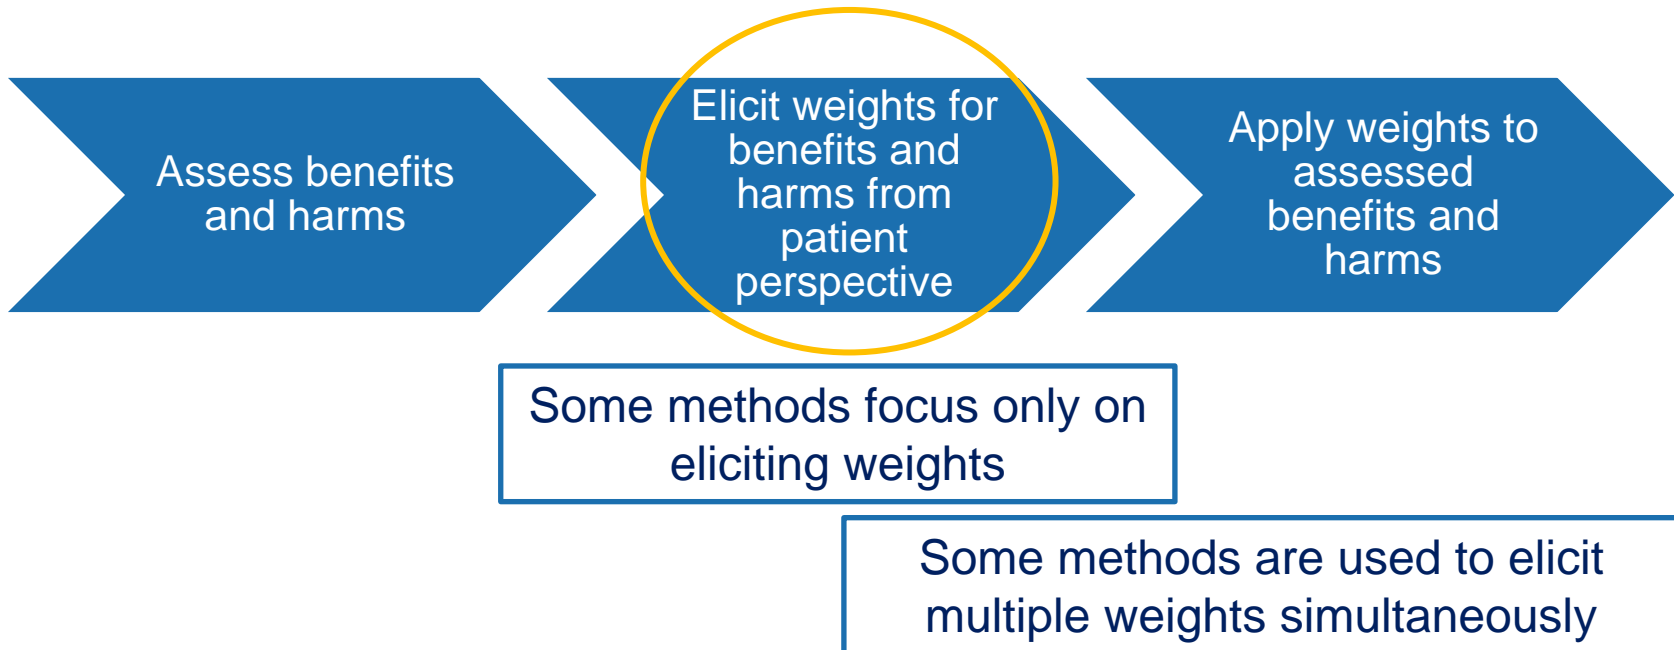 Assess benefits
and harms
Elicit weights for
benefits and
harms from
patient
perspective
Apply weights to
assessed
benefits and
harms
Some methods focus only on
eliciting weights
Some methods are used to elicit
multiple weights simultaneously